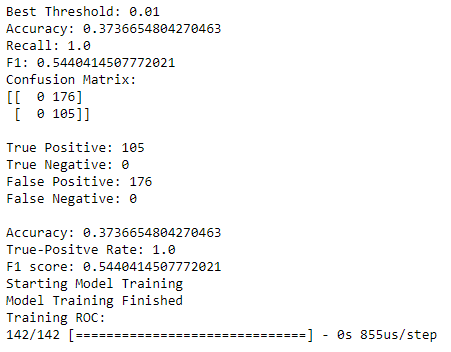 Best Threshold: 0.01
Accuracy: 0.3736654804270463
Recall: 1.0
F1: 0.5440414507772021
Confusion Matrix:
[[  0 176]
 [  0 105]]

True Positive: 105
True Negative: 0
False Positive: 176
False Negative: 0

Accuracy: 0.3736654804270463
True-Positve Rate: 1.0
F1 score: 0.5440414507772021
Starting Model Training
Model Training Finished
Training ROC:
142/142 [==============================] - 0s 855us/step